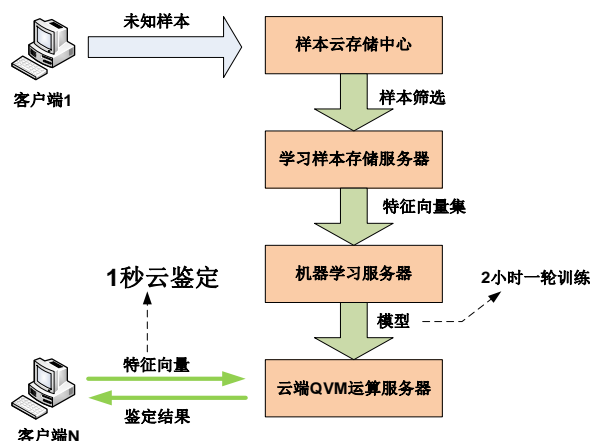 未知样本
样本云存储中心
客户端1
样本筛选
学习样本存储服务器
特征向量集
1秒云鉴定
机器学习服务器
2小时一轮训练
模型
特征向量
云端QVM运算服务器
鉴定结果
客户端N